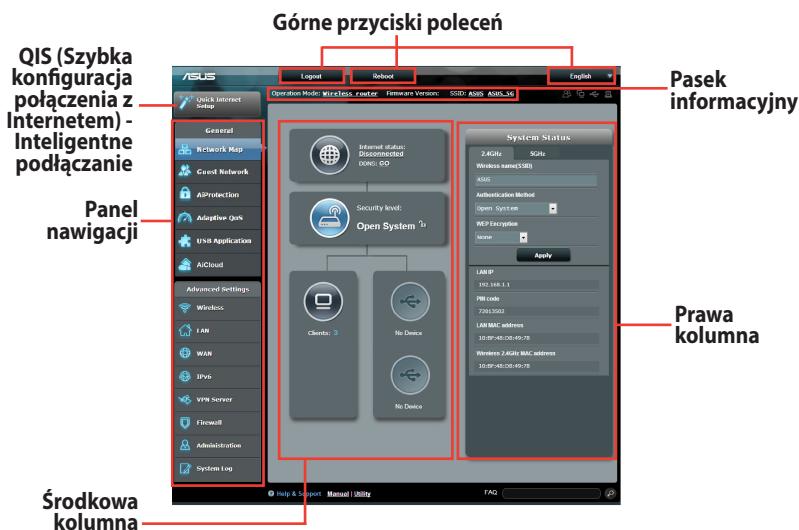 Górne przyciski poleceń
QIS (Szybka
konfiguracja
połączenia z
Internetem) -
Inteligentne
podłączanie
Pasek
informacyjny
Panel
nawigacji
Prawa
kolumna
Środkowa
kolumna
ASUS
Logout
Reboot
English
Quick Internet
Setup
Operation Mode: Wireless router Firmware Version: SSID: ASUS ASUS_5G
General
Network Map
Guest Network
AiProtection
Adaptive QoS
USB Application
AiCloud
Advanced Settings
Wireless
LAN
WAN
IPv6
VPN Server
Firewall
Administration
System Log
Internet status:
Disconnected
DDNS: GO
Security level:
Open System
Clients: 3
No Device
No Device
System Status
2.4GHz 5GHz
Wireless name(SSID)
ASUS
Authentication Method
Open System
WEP Encryption
None
Apply
LAN IP
192.168.1.1
PIN code
72013502
LAN MAC address
10:BF:48:D8:49:78
Wireless 2.4GHz MAC address
10:BF:48:D8:49:78
Help & Support Manual | Utility
FAQ